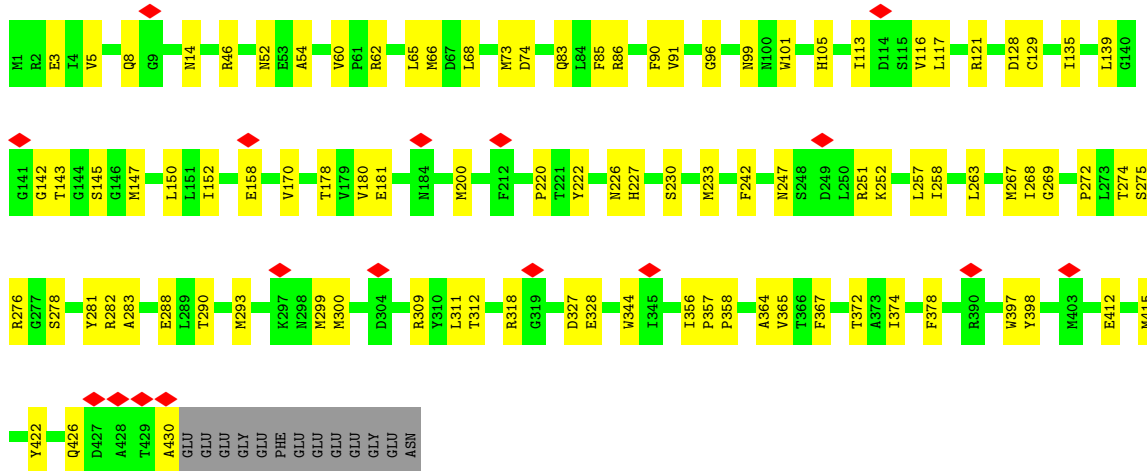 M1 R2 E3 I4 V5 Q8 G9 N14 R46 N52 E53 A54 V60 P61 R62 L65 M66 D67 L68 M73 D74 Q83 L84 F85 R86 F90 V91 G96 N99 N100 W101 H105 I113 D114 S115 V116 L117 R121 D128 C129 I135 L139 G140
G141 G142 T143 G144 S145 G146 M147 L150 L151 I152 E158 V170 T178 V179 V180 E181 N184 M200 F212 P220 T221 Y222 N226 H227 S230 M233 F242 N247 S248 D249 L250 R251 K252 L257 I258 L263 M267 I268 G269 P272 L273 T274 S275
R276 G277 S278 Y281 R282 A283 E288 L289 T290 M293 K297 N298 M299 M300 D304 R309 Y310 L311 T312 R318 G319 D327 E328 W344 I345 I356 P357 P358 A364 V365 T366 F367 T372 A373 I374 F378 R390 W397 Y398 M403 E412 M415
Y422 Q426 D427 A428 T429 A430 GLU GLU GLU GLY GLU PHE GLU GLU GLU GLU GLY GLU ASN